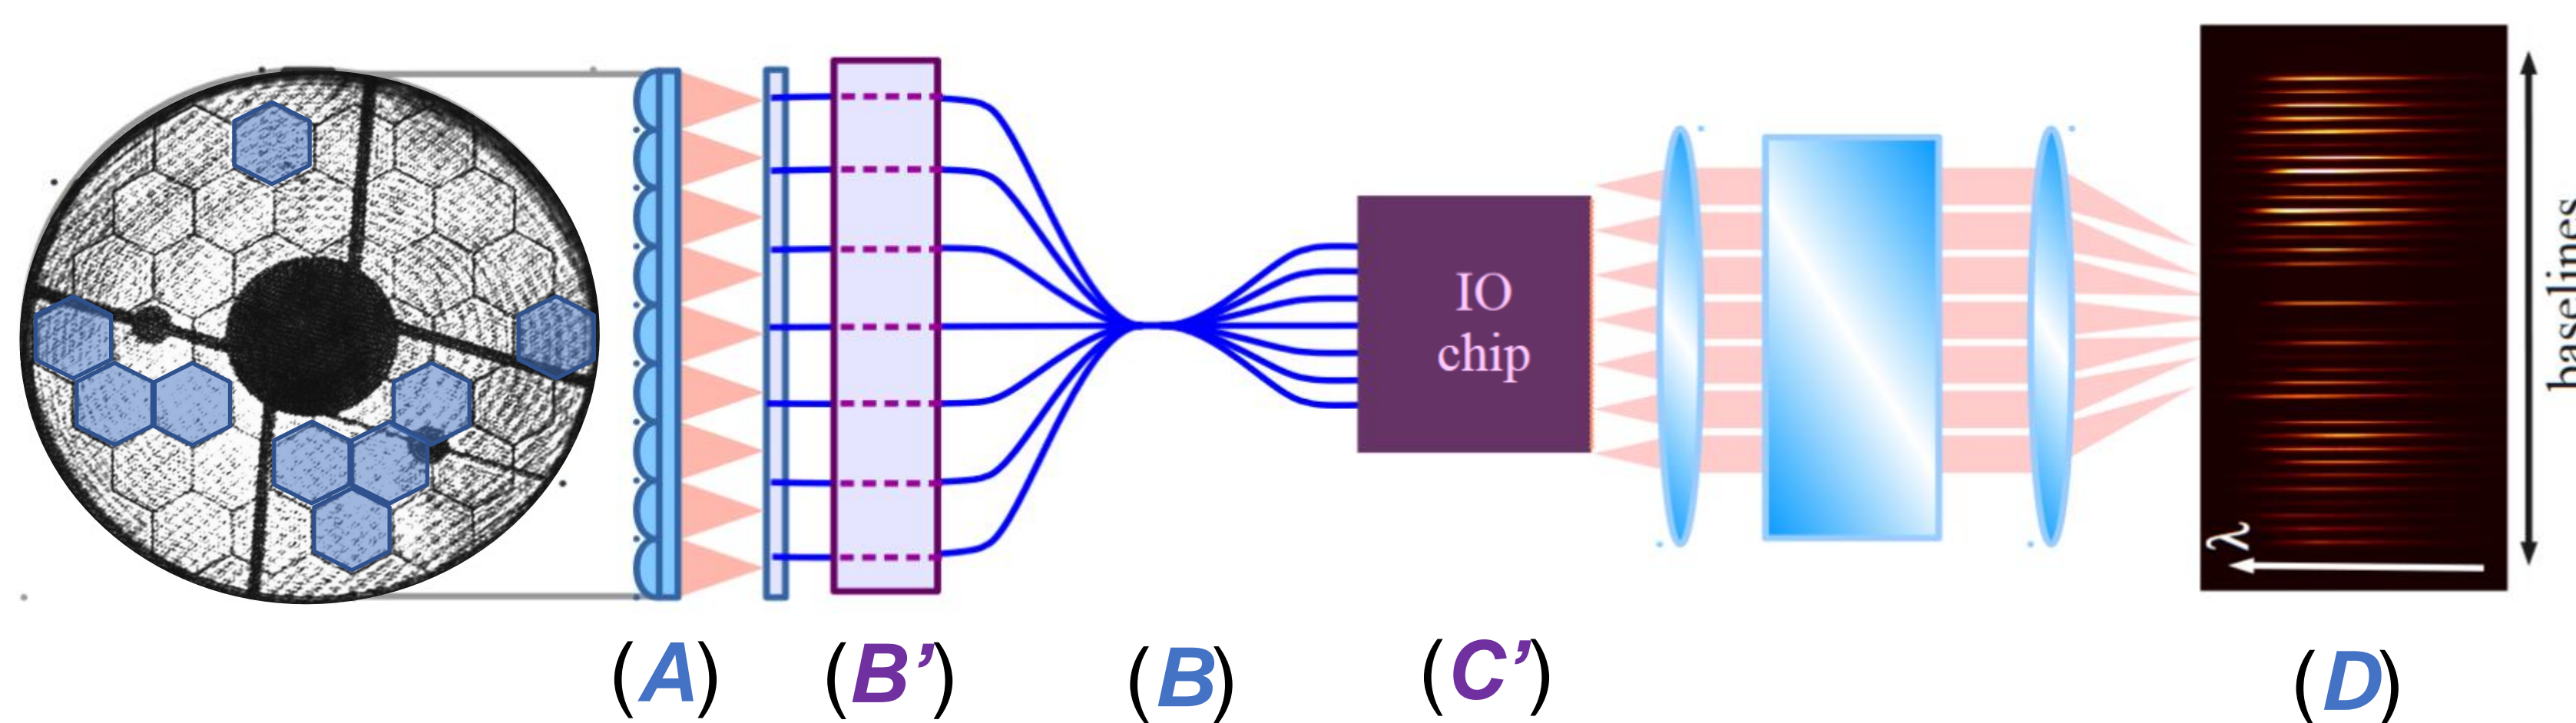 IO
chip
λ
baselines
(A)
(B’)
(B)
(C’)
(D)